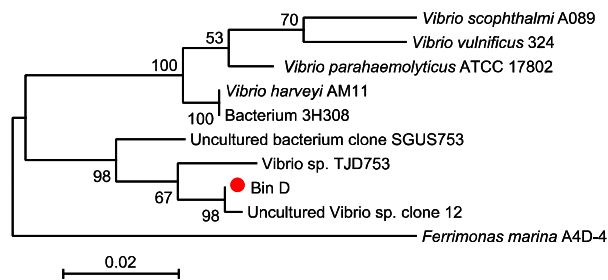 70
Vibrio scophthalmi A089
53
Vibrio vulnificus 324
100
Vibrio parahaemolyticus ATCC 17802
Vibrio harveyi AM11
100
Bacterium 3H308
Uncultured bacterium clone SGUS753
98
Vibrio sp. TJD753
67
Bin D
98
Uncultured Vibrio sp. clone 12
Ferrimonas marina A4D-4
0.02